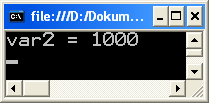 file:///D:/Dokum...
var2 = 1000